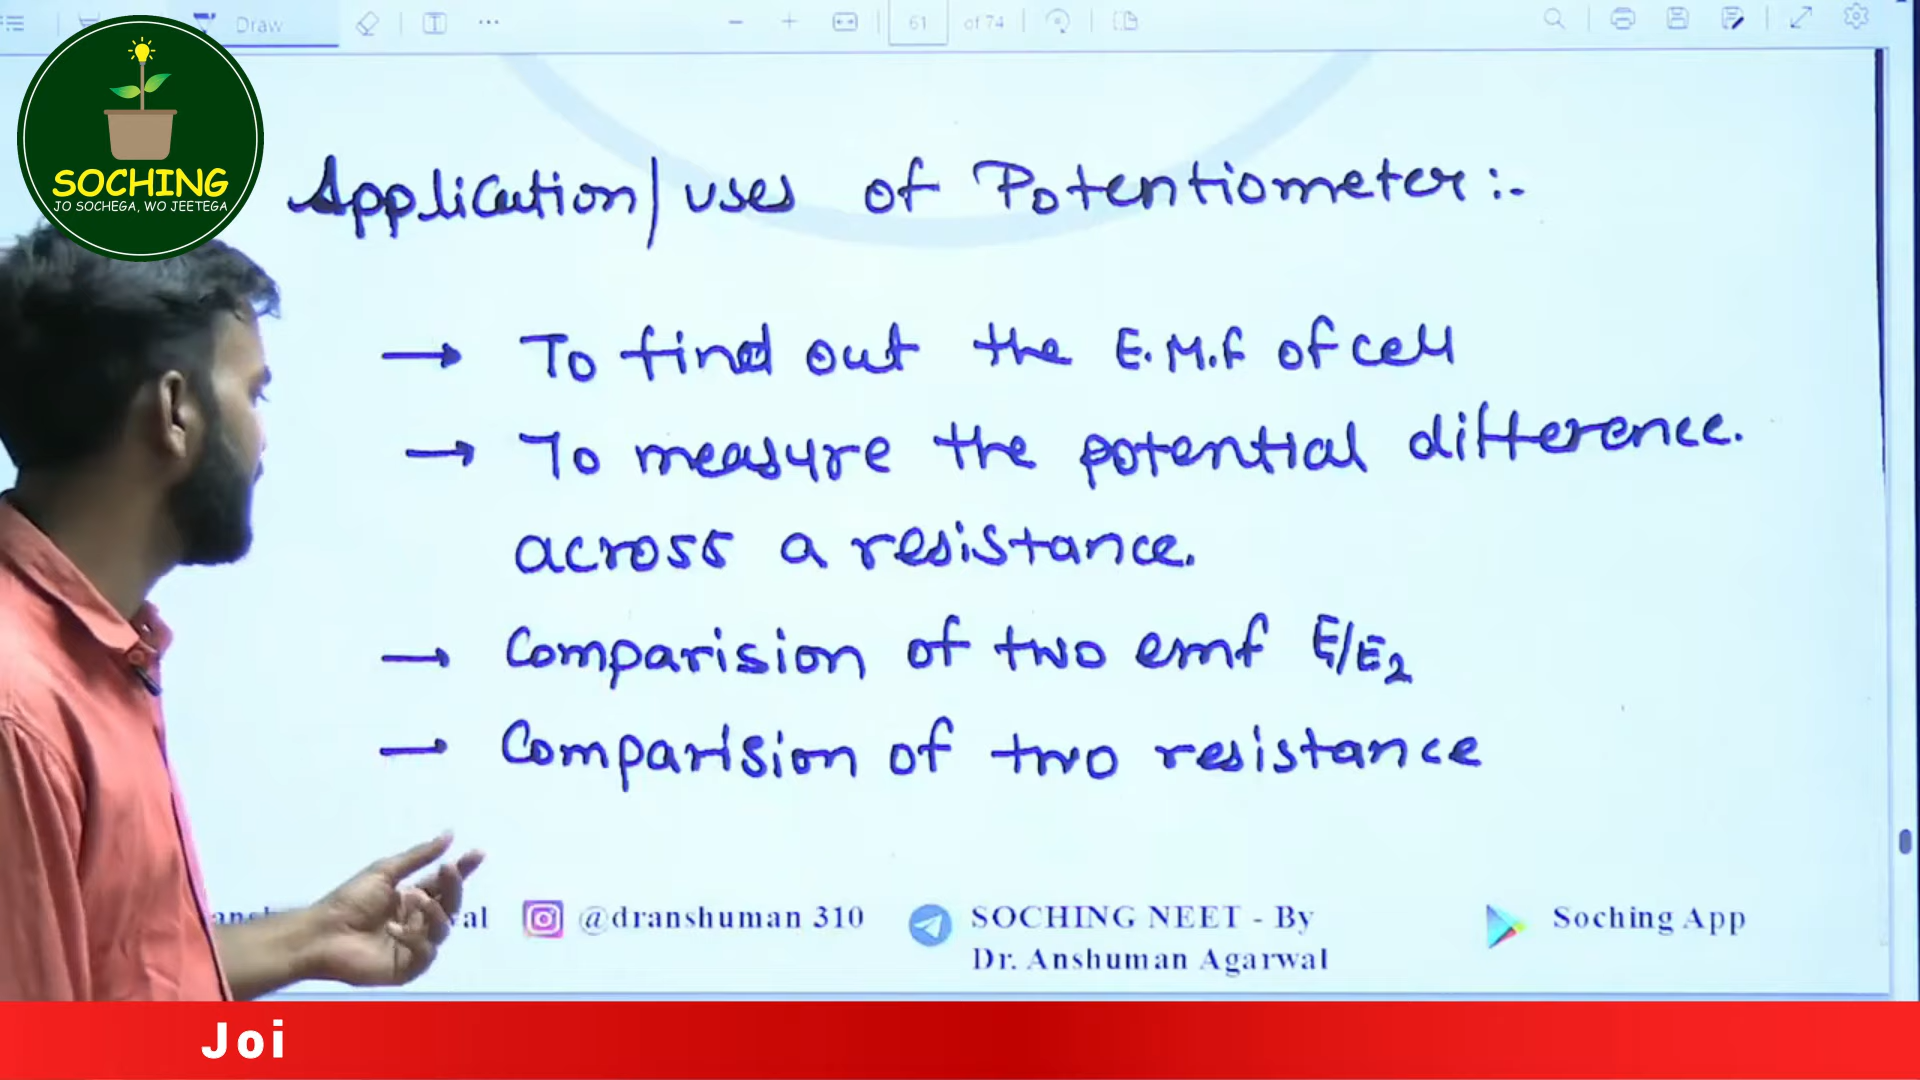 Draw
61 of 74
SOCHING
JO SOCHEGA, WO JEETEGA
Application/uses of Potentiometer:-
→ To find out the E.M.f of cell
→ To measure the potential difference.
across a resistance.
→ Comparision of two emf E/E2
→ Comparision of two resistance
@dranshuman 310
SOCHING NEET - By
Dr. Anshuman Agarwal
Soching App
Joi